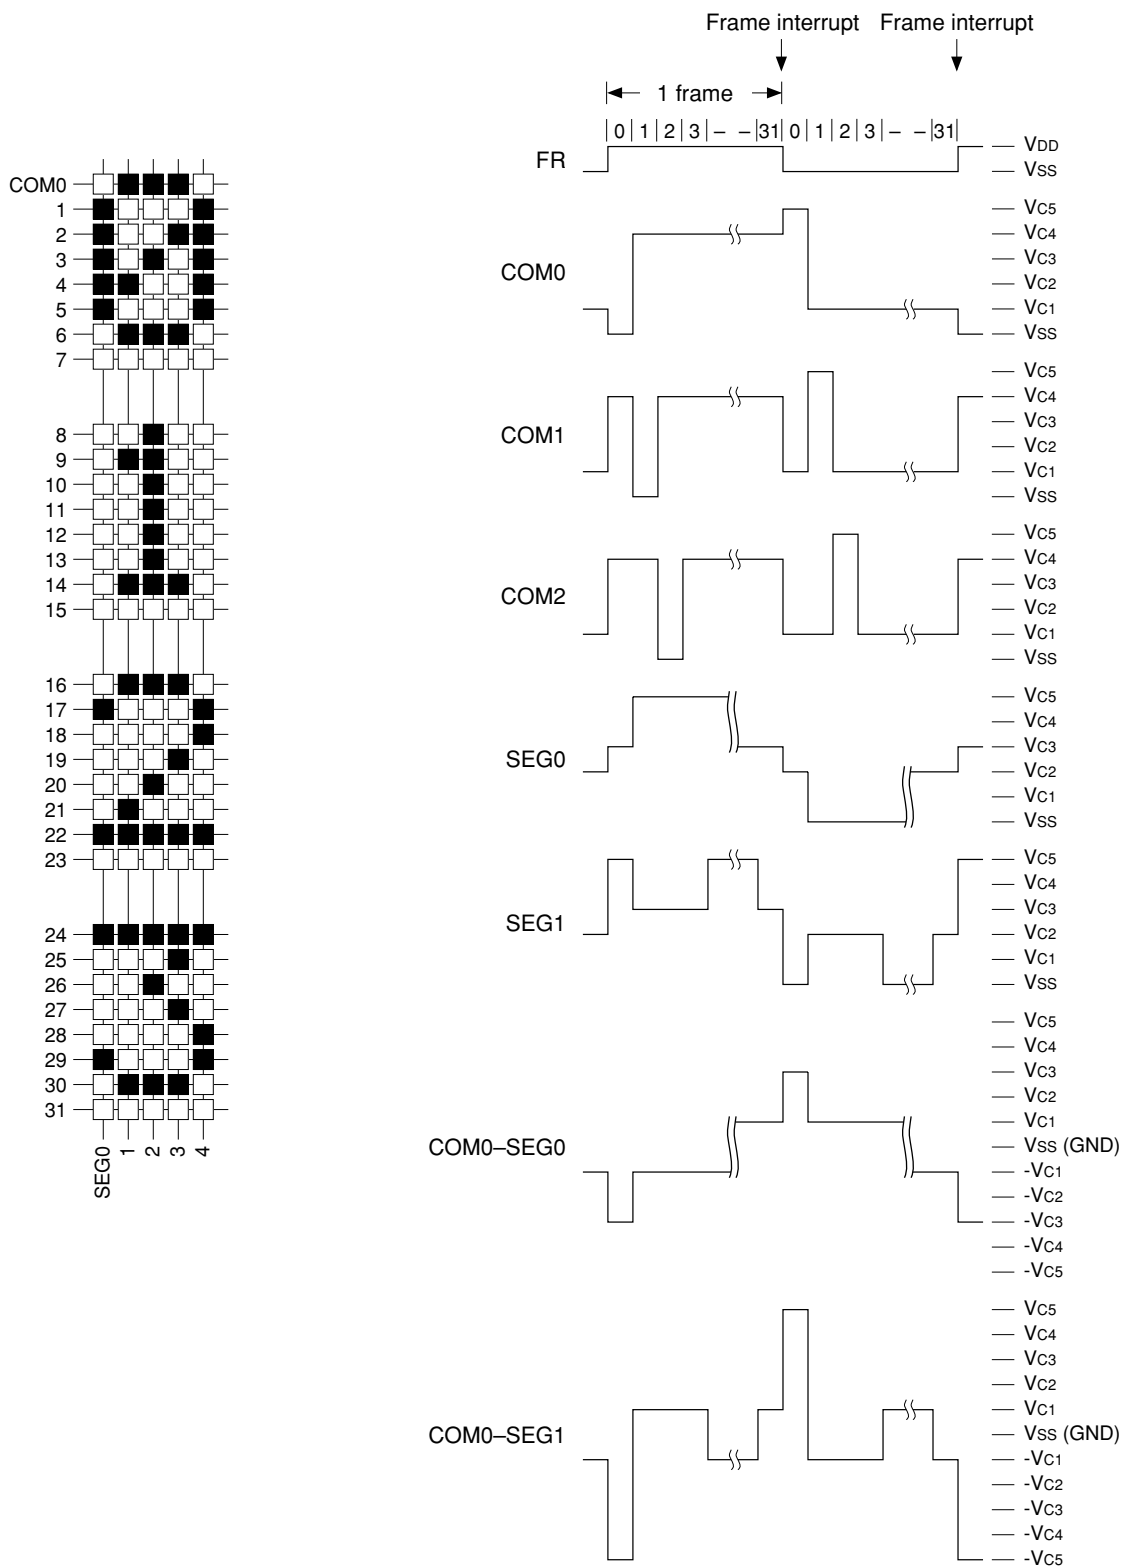 Frame interrupt Frame interrupt
1 frame
0 1 2 3 – – 31 0 1 2 3 – – 31
FR
VDD
VSS
COM0
1
2
3
4
5
6
7
8
9
10
11
12
13
14
15
16
17
18
19
20
21
22
23
24
25
26
27
28
29
30
31
SEG0
1
2
3
4
COM0
VC5
VC4
VC3
VC2
VC1
VSS
COM1
VC5
VC4
VC3
VC2
VC1
VSS
COM2
VC5
VC4
VC3
VC2
VC1
VSS
SEG0
VC5
VC4
VC3
VC2
VC1
VSS
SEG1
VC5
VC4
VC3
VC2
VC1
VSS
COM0–SEG0
VC5
VC4
VC3
VC2
VC1
VSS (GND)
-VC1
-VC2
-VC3
-VC4
-VC5
COM0–SEG1
VC5
VC4
VC3
VC2
VC1
VSS (GND)
-VC1
-VC2
-VC3
-VC4
-VC5